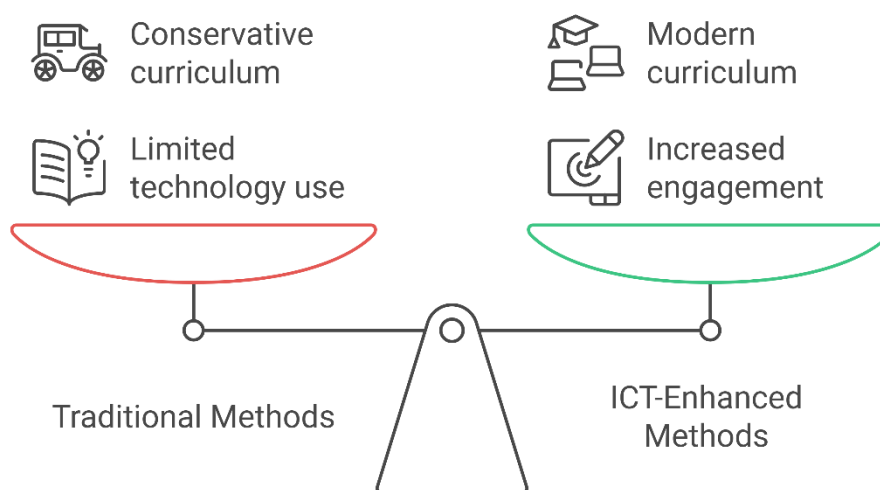 Conservative
curriculum
Limited
technology use
Modern
curriculum
Increased
engagement
Traditional Methods
ICT-Enhanced
Methods